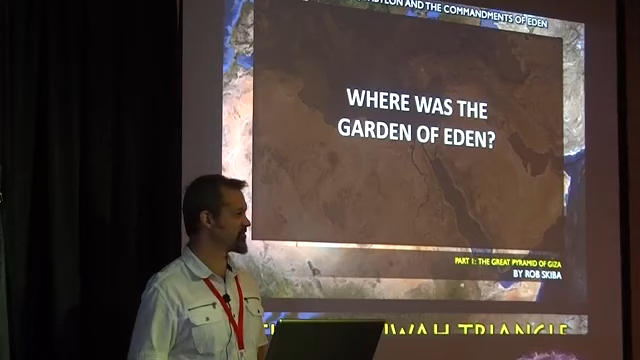 AND THE COMMANDMENTS OF EDEN
WHERE WAS THE
GARDEN OF EDEN?
PART 1: THE GREAT PYRAMID OF GIZA
BY ROB SKIBA
TRIANGLE